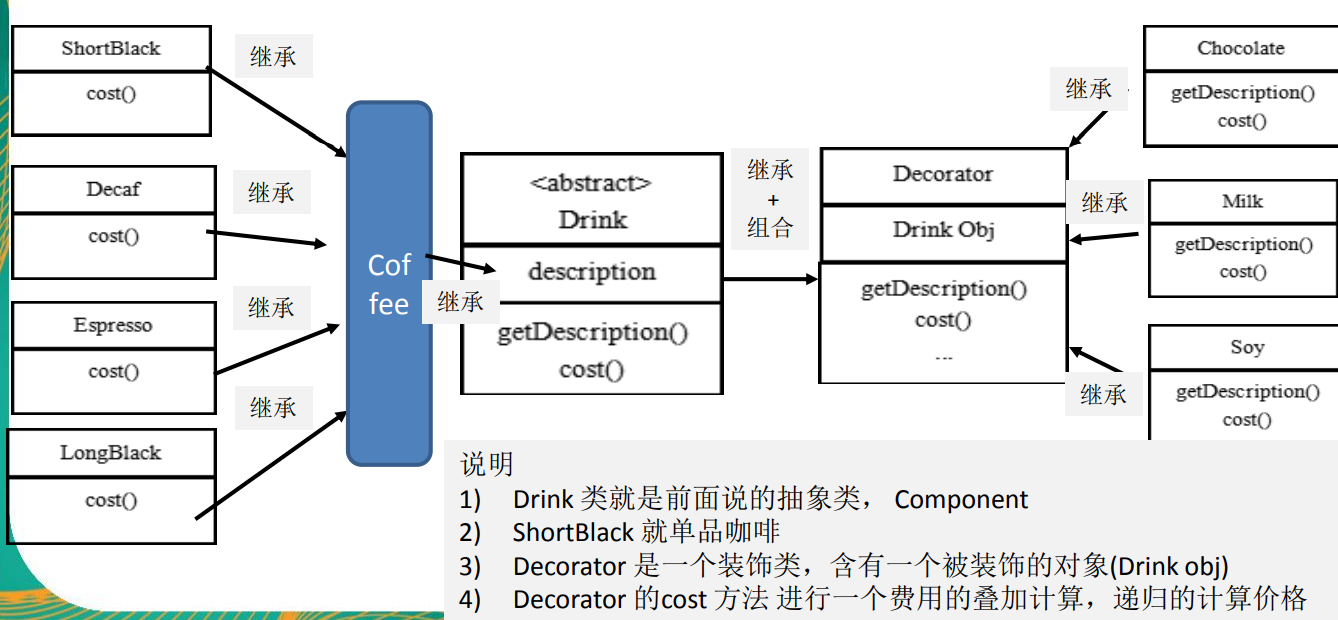 ShortBlack
cost()
继承
Decaf
cost()
继承
Espresso
cost()
继承
LongBlack
cost()
继承
Cof
fee
继承
<abstract>
Drink
description
getDescription()
cost()
继承
+
组合
Decorator
Drink Obj
getDescription()
cost()
...
继承
Chocolate
getDescription()
cost()
继承
Milk
getDescription()
cost()
继承
Soy
getDescription()
cost()
说明
1) Drink 类就是前面说的抽象类， Component
2) ShortBlack 就单品咖啡
3) Decorator 是一个装饰类，含有一个被装饰的对象(Drink obj)
4) Decorator 的cost 方法 进行一个费用的叠加计算，递归的计算价格